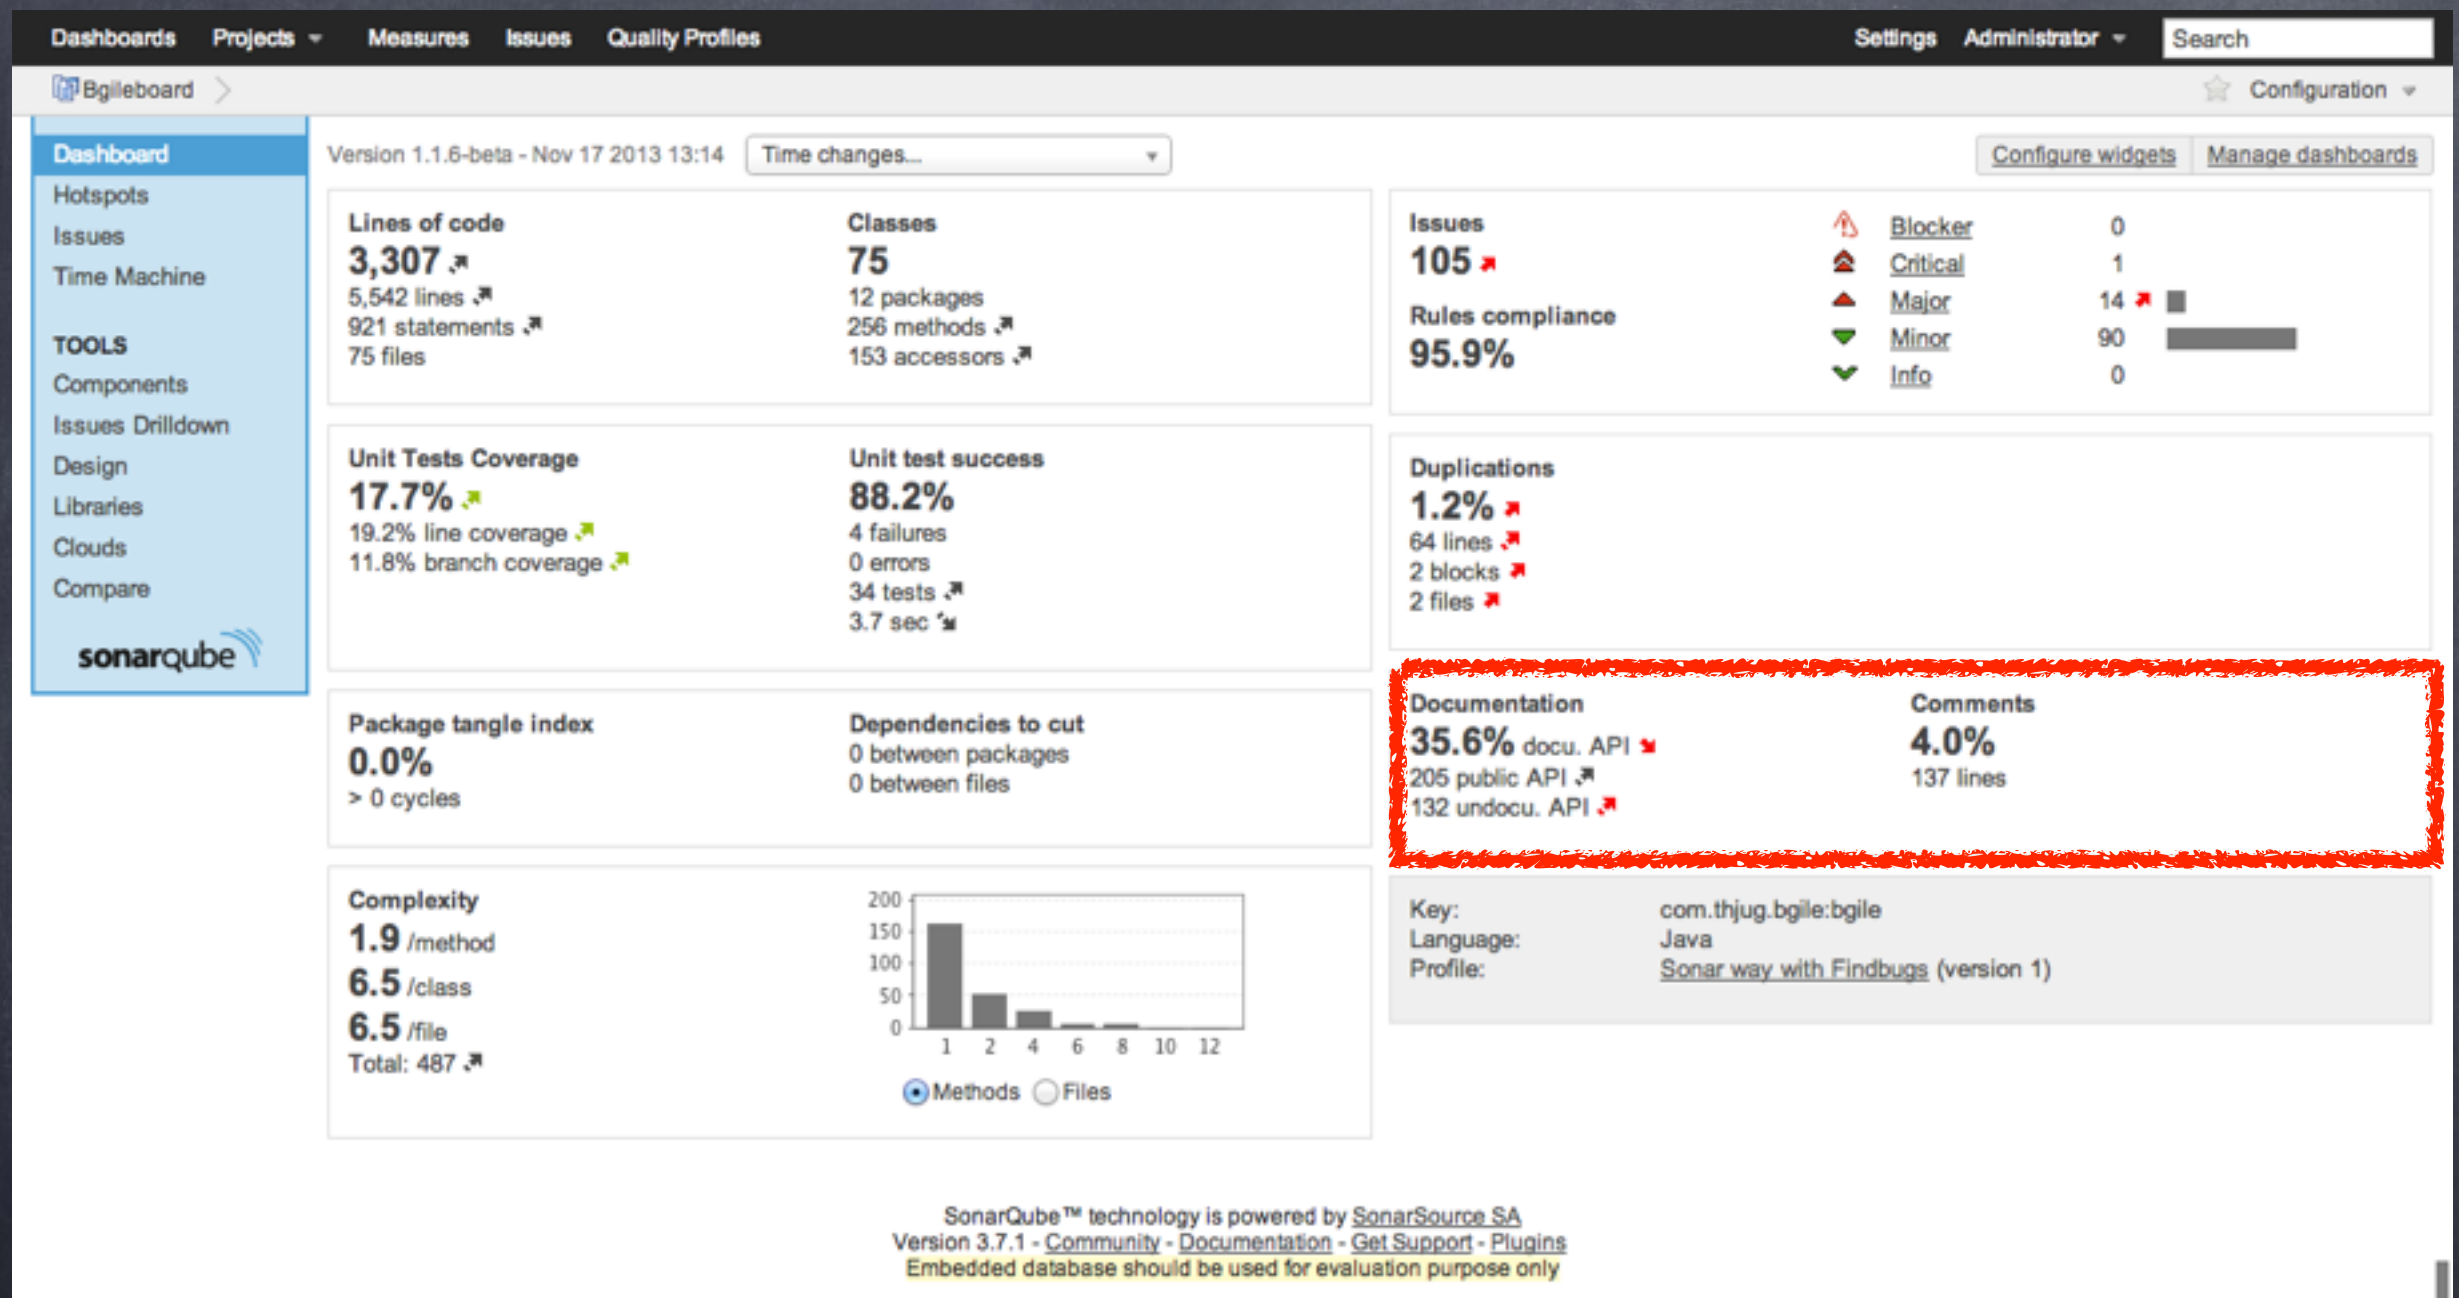 Dashboards Projects Measures Issues Quality Profiles Settings Administrator Search
Bgileboard Configuration
Dashboard
Hotspots
Issues
Time Machine
TOOLS
Components
Issues Drilldown
Design
Libraries
Clouds
Compare
sonarqube
Version 1.1.6-beta - Nov 17 2013 13:14 Time changes... Configure widgets Manage dashboards
Lines of code
3,307
5,542 lines
921 statements
75 files
Classes
75
12 packages
256 methods
153 accessors
Issues
105
Rules compliance
95.9%
Blocker 0
Critical 1
Major 14
Minor 90
Info 0
Unit Tests Coverage
17.7%
19.2% line coverage
11.8% branch coverage
Unit test success
88.2%
4 failures
0 errors
34 tests
3.7 sec
Duplications
1.2%
64 lines
2 blocks
2 files
Package tangle index
0.0%
> 0 cycles
Dependencies to cut
0 between packages
0 between files
Documentation
35.6% docu. API
205 public API
132 undocu. API
Comments
4.0%
137 lines
Complexity
1.9 /method
6.5 /class
6.5 /file
Total: 487
200
150
100
50
0
1 2 4 6 8 10 12
Methods Files
Key: com.thjug.bgile:bgile
Language: Java
Profile: Sonar way with Findbugs (version 1)
SonarQube™ technology is powered by SonarSource SA
Version 3.7.1 - Community - Documentation - Get Support - Plugins
Embedded database should be used for evaluation purpose only